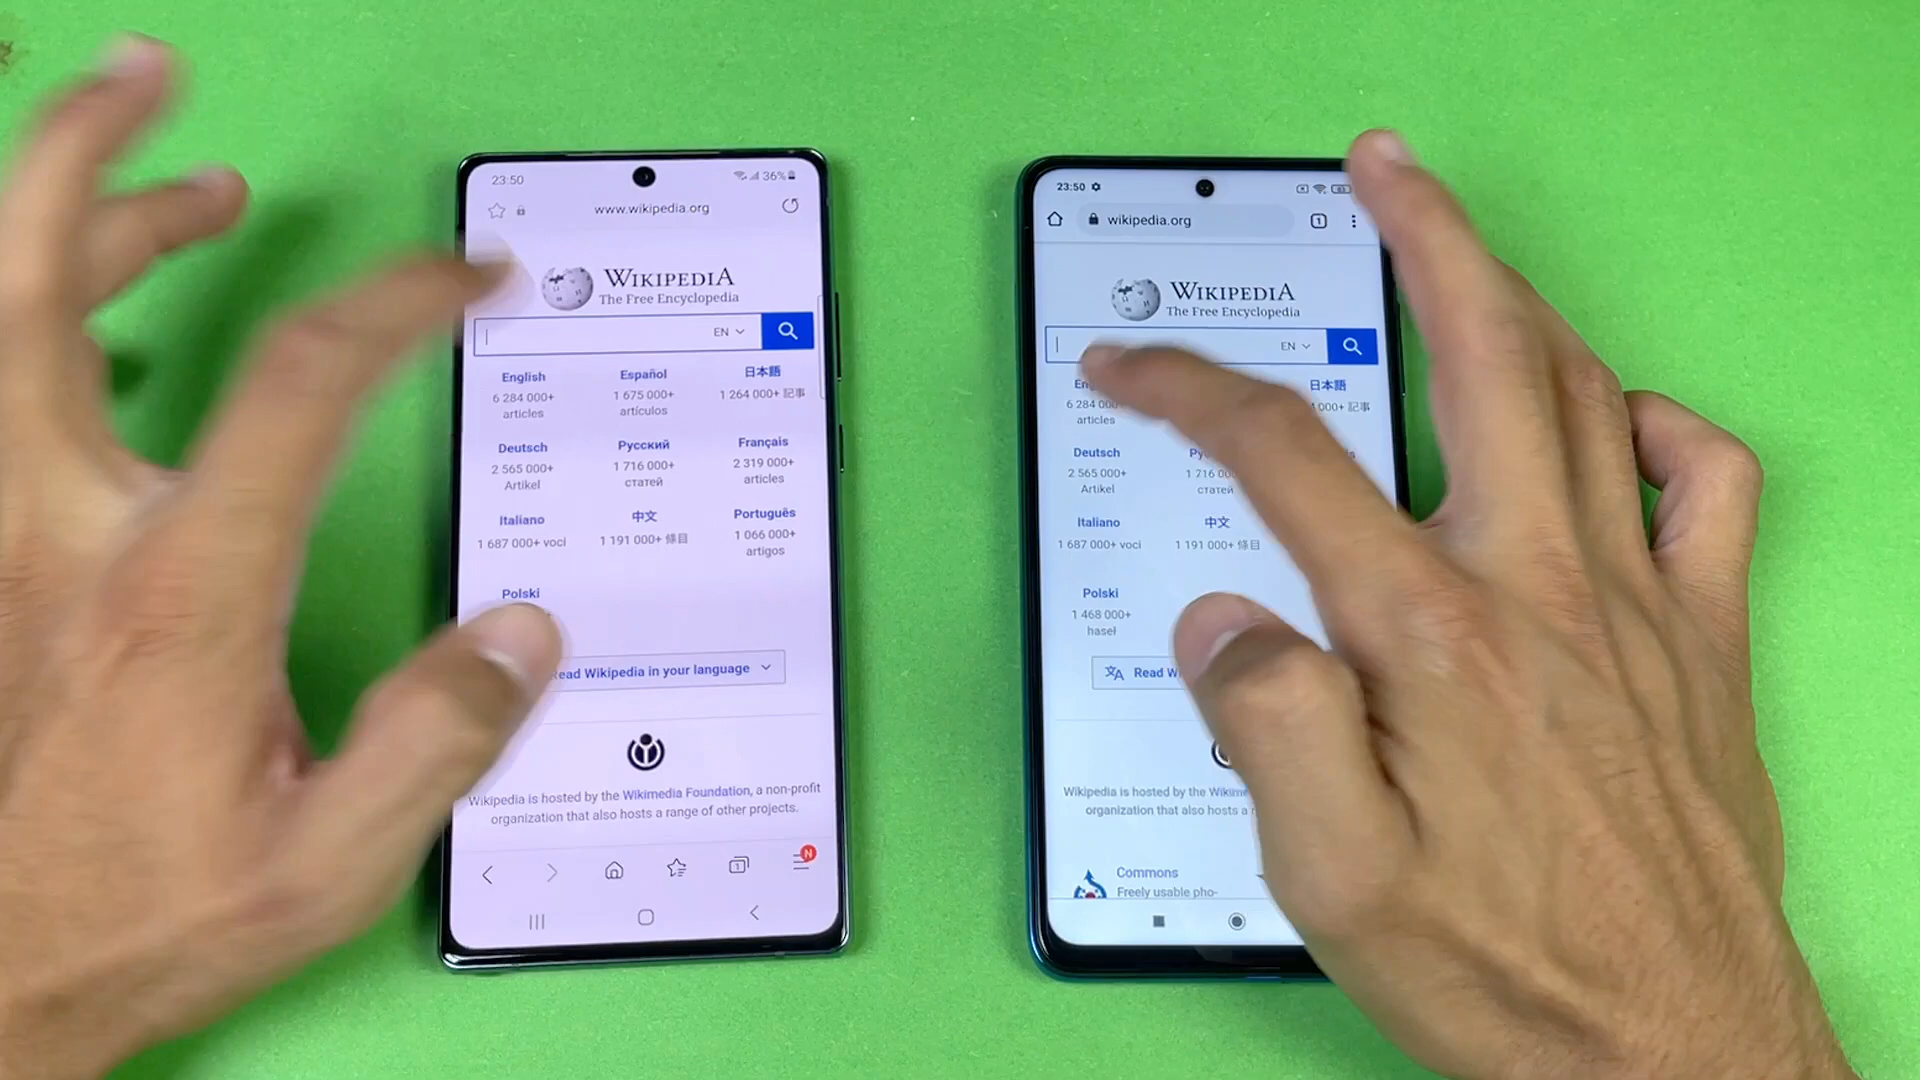 23:50
36%
www.wikipedia.org
WIKIPEDIA
The Free Encyclopedia
EN
English
6 284 000+
articles
Español
1 675 000+
artículos
日本語
1 264 000+ 記事
Deutsch
2 565 000+
Artikel
Русский
1 716 000+
статей
Français
2 319 000+
articles
Italiano
1 687 000+ voci
中文
1 191 000+ 條目
Português
1 066 000+
artigos
Polski
Read Wikipedia in your language
Wikipedia is hosted by the Wikimedia Foundation, a non-profit
organization that also hosts a range of other projects.
1
N
23:50
wikipedia.org
1
WIKIPEDIA
The Free Encyclopedia
EN
6 284
articles
日本語
000+ 記事
Deutsch
2 565 000+
Artikel
1 716
статей
Italiano
1 687 000+ voci
中文
1 191 000+ 條目
Polski
1 468 000+
haseł
Read
Wikipedia is hosted by the
organization that also hosts a
Commons
Freely usable pho-